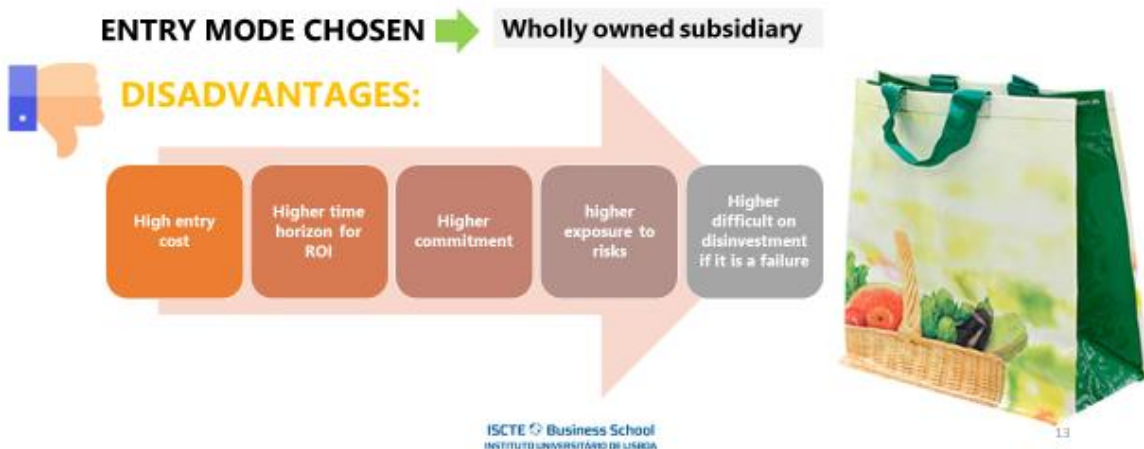 ENTRY MODE CHOSEN
Wholly owned subsidiary
DISADVANTAGES:
High entry
cost
Higher time
horizon for
ROI
Higher
commitment
higher
exposure to
risks
Higher
difficult on
disinvestment
if it is a failure
ISCTE Business School
INSTITUTO UNIVERSITÁRIO DE LISBOA
13